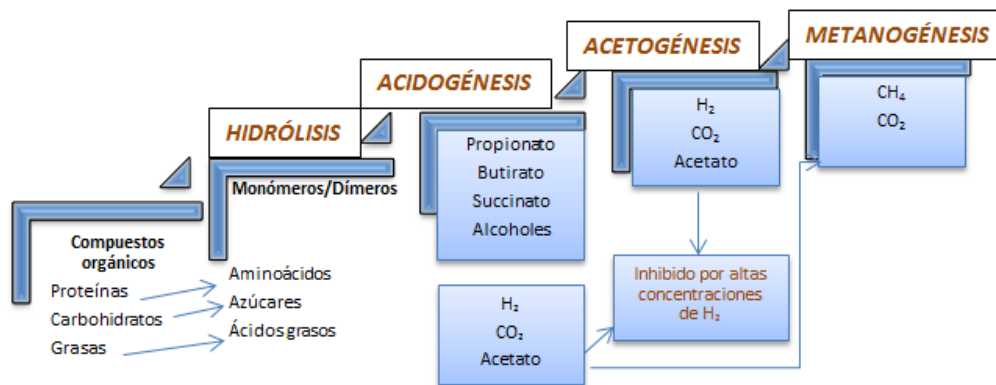 Compuestos
orgánicos
Proteínas
Carbohidratos
Grasas
HIDRÓLISIS
Monómeros/Dímeros
Aminoácidos
Azúcares
Ácidos grasos
ACIDOGÉNESIS
Propionato
Butirato
Succinato
Alcoholes
H₂
CO₂
Acetato
ACETOGÉNESIS
H₂
CO₂
Acetato
Inhibido por altas
concentraciones
de H₂
METANOGÉNESIS
CH₄
CO₂